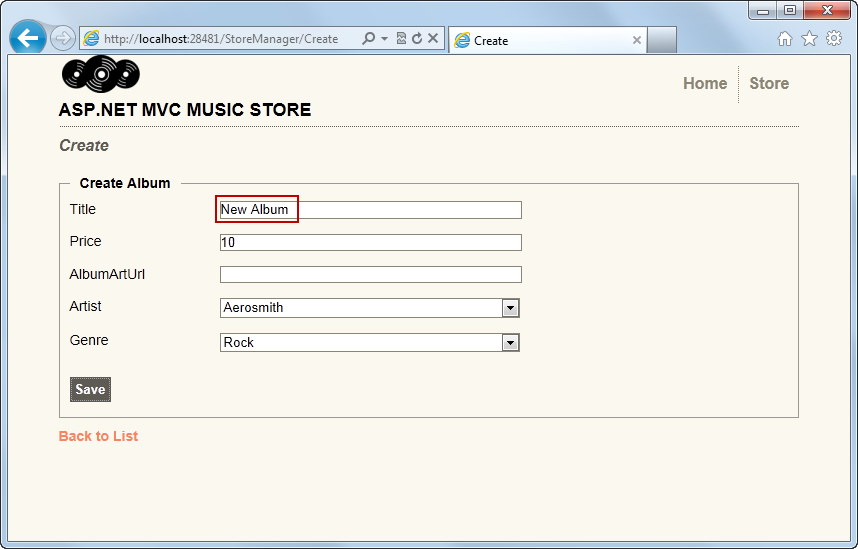 http://localhost:28481/StoreManager/Create
Create
Home
Store
ASP.NET MVC MUSIC STORE
Create
Create Album
Title
New Album
Price
10
AlbumArtUrl
Artist
Aerosmith
Genre
Rock
Save
Back to List